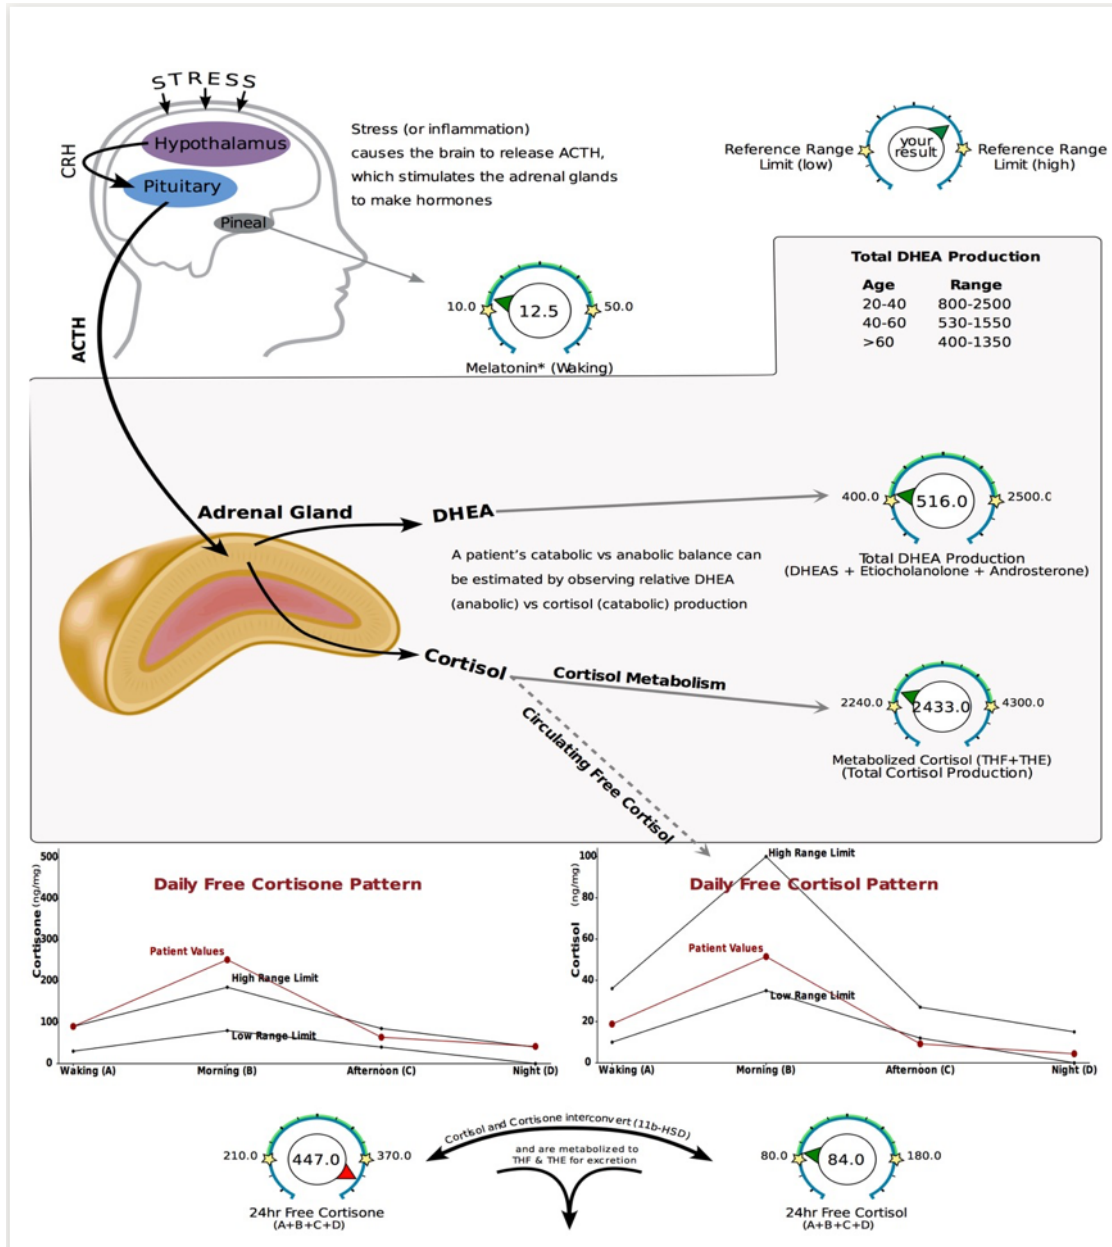 STRESS
Hypothalamus
CRH
Pituitary
Pineal
ACTH
Stress (or inflammation)
causes the brain to release ACTH,
which stimulates the adrenal glands
to make hormones
Reference Range
Limit (low)
your
result
Reference Range
Limit (high)
10.0
12.5
50.0
Melatonin* (Waking)
Total DHEA Production
Age Range
20-40 800-2500
40-60 530-1550
>60 400-1350
Adrenal Gland
DHEA
400.0
516.0
2500.0
Total DHEA Production
(DHEAS + Etiocholanolone + Androsterone)
A patient's catabolic vs anabolic balance can
be estimated by observing relative DHEA
(anabolic) vs cortisol (catabolic) production
Cortisol
Cortisol Metabolism
Circulating Free Cortisol
2240.0
2433.0
4300.0
Metabolized Cortisol (THF+THE)
(Total Cortisol Production)
Daily Free Cortisone Pattern
Cortisone (ng/mg)
500
400
300
200
100
0
Patient Values
High Range Limit
Low Range Limit
Waking (A) Morning (B) Afternoon (C) Night (D)
Daily Free Cortisol Pattern
Cortisol (ng/mg)
100
80
60
40
20
0
High Range Limit
Patient Values
Low Range Limit
Waking (A) Morning (B) Afternoon (C) Night (D)
210.0
447.0
370.0
24hr Free Cortisone
(A+B+C+D)
Cortisol and Cortisone interconvert (11b-HSD)
and are metabolized to
THF & THE for excretion
80.0
84.0
180.0
24hr Free Cortisol
(A+B+C+D)